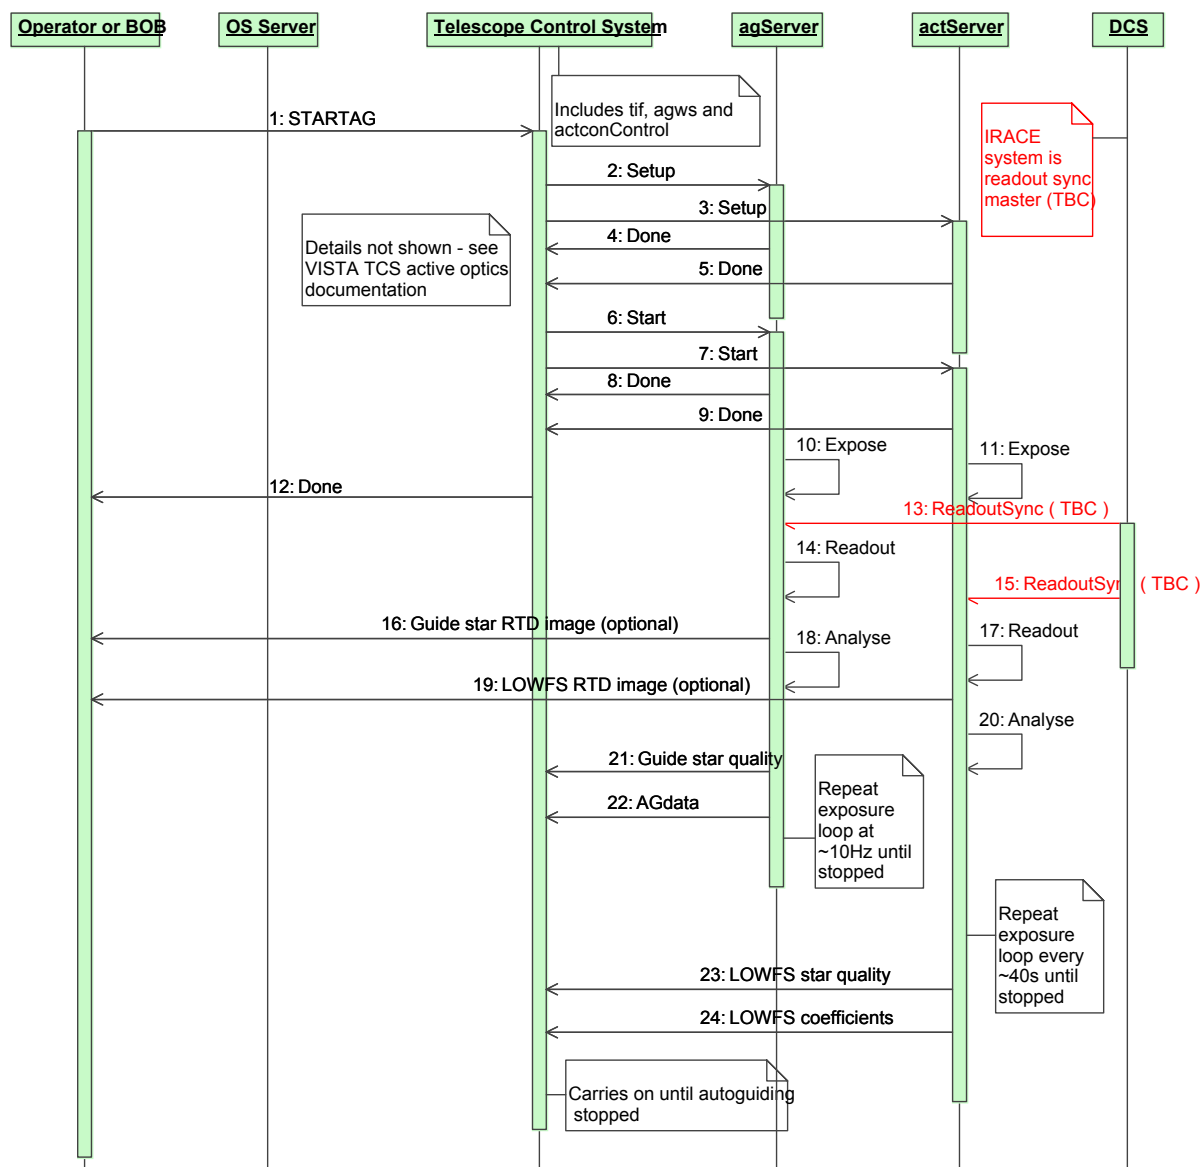 Operator or BOB
OS Server
Telescope Control System
agServer
actServer
DCS
Includes tif, agws and
actconControl
1: STARTAG
IRACE
system is
readout sync
master (TBC)
2: Setup
3: Setup
Details not shown - see
VISTA TCS active optics
documentation
4: Done
5: Done
6: Start
7: Start
8: Done
9: Done
10: Expose
11: Expose
12: Done
13: ReadoutSync ( TBC )
14: Readout
15: ReadoutSyn ( TBC )
16: Guide star RTD image (optional)
17: Readout
18: Analyse
19: LOWFS RTD image (optional)
20: Analyse
21: Guide star quality
22: AGdata
Repeat
exposure
loop at
~10Hz until
stopped
Repeat
exposure
loop every
~40s until
stopped
23: LOWFS star quality
24: LOWFS coefficients
Carries on until autoguiding
stopped